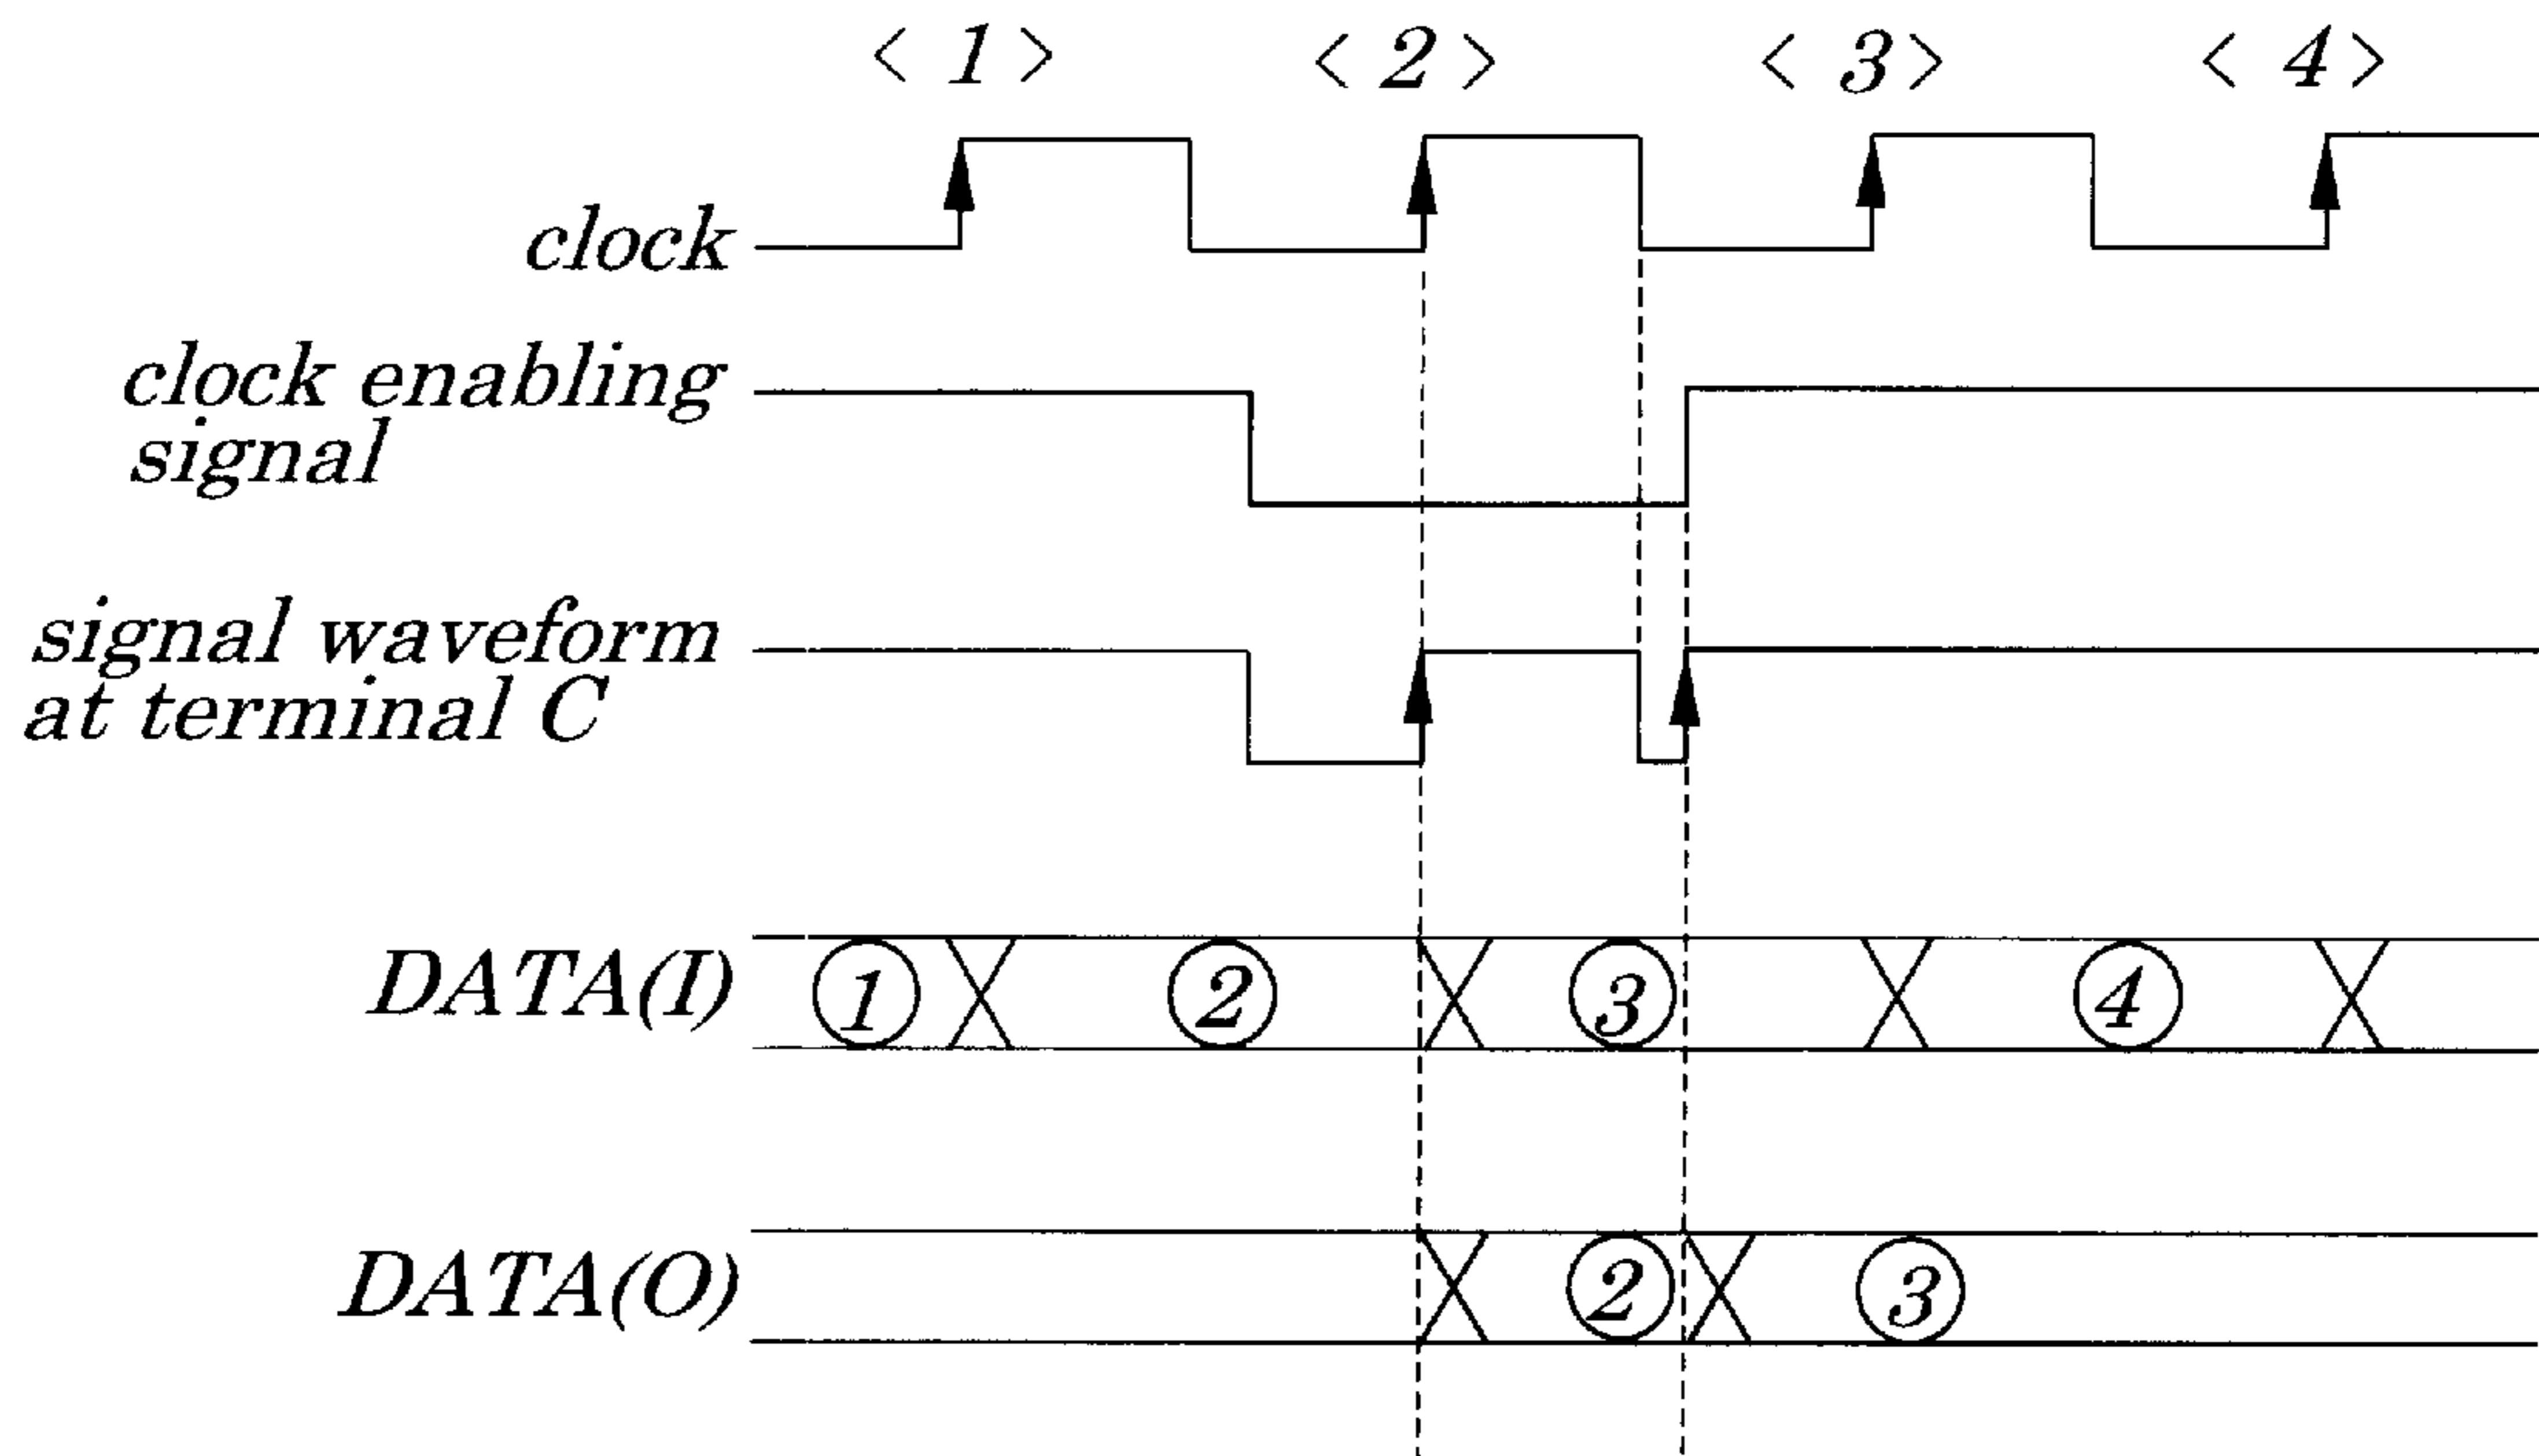 < 1 > < 2 > < 3 > < 4 >
clock
clock enabling
signal
signal waveform
at terminal C
DATA(I) ① ② ③ ④
DATA(O) ② ③